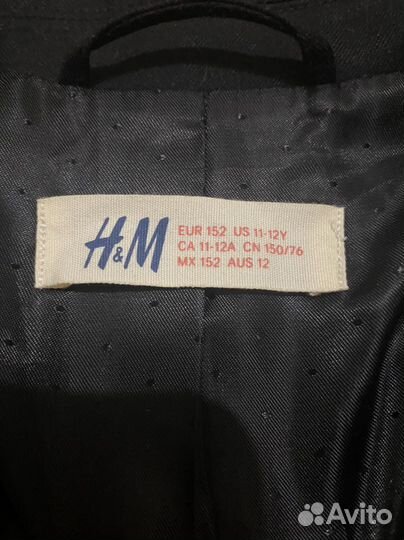 H&M
EUR 152 US 11-12Y
CA 11-12A CN 150/76
MX 152 AUS 12
Avito